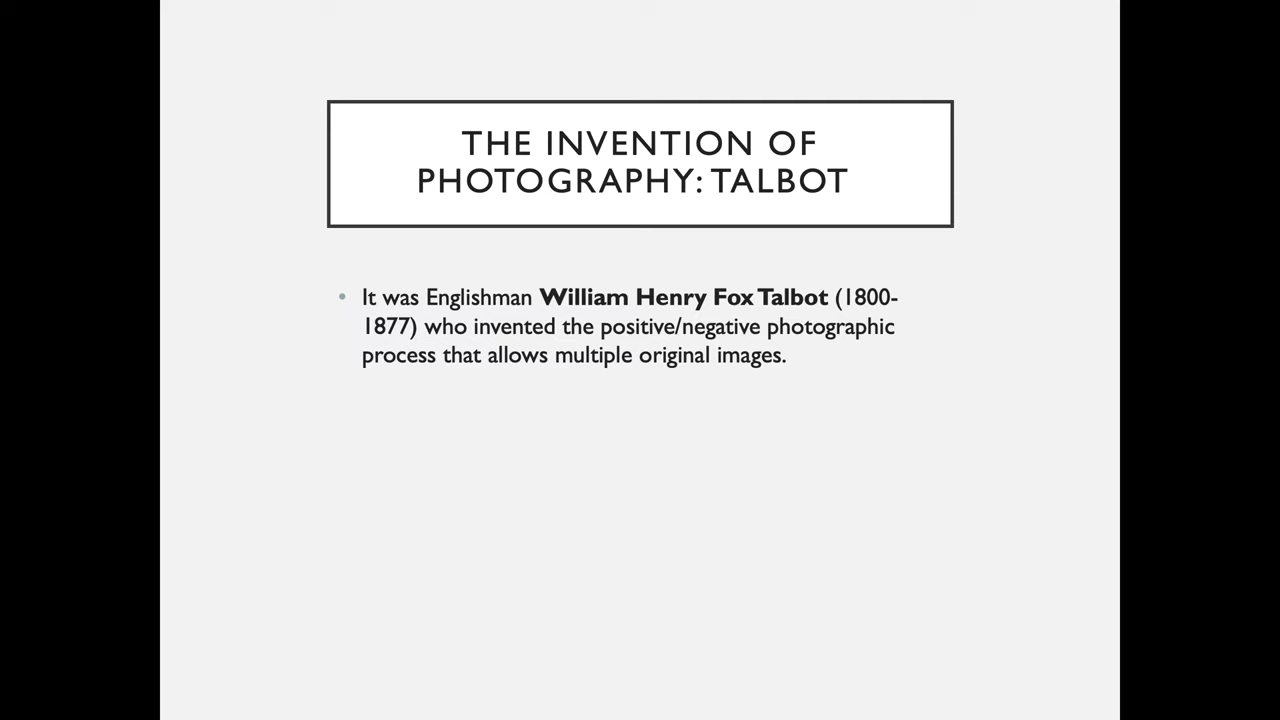 THE INVENTION OF
PHOTOGRAPHY: TALBOT
• It was Englishman William Henry Fox Talbot (1800-
1877) who invented the positive/negative photographic
process that allows multiple original images.